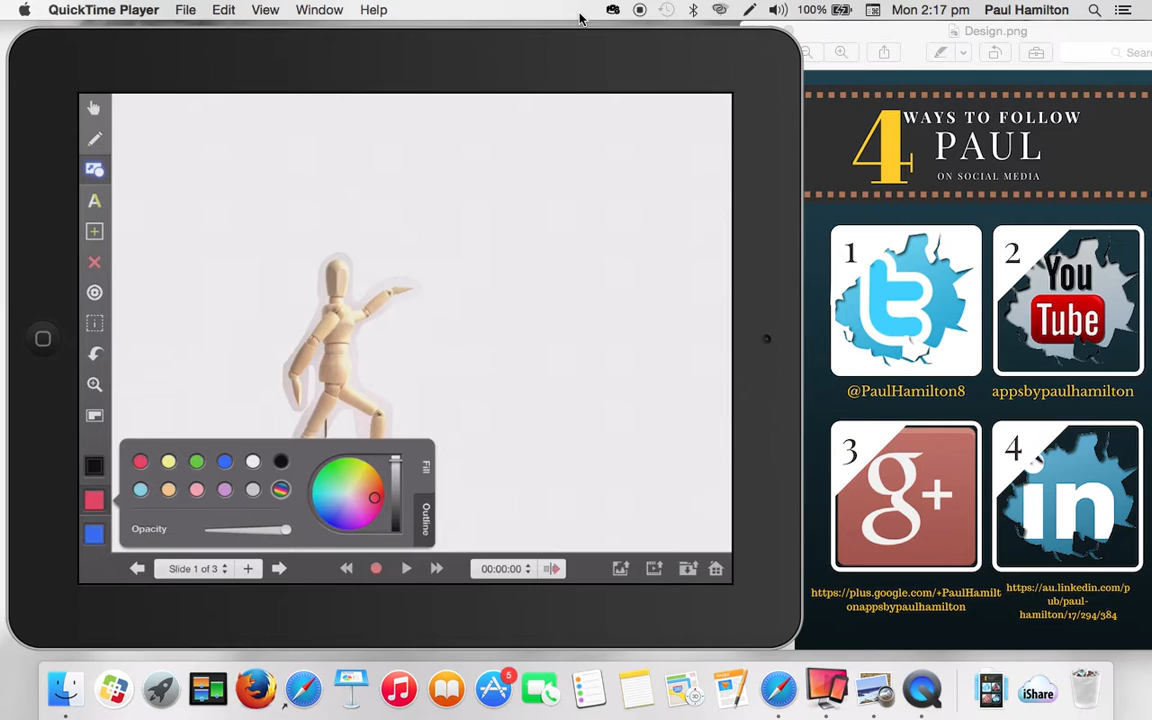 QuickTime Player File Edit View Window Help 100% Mon 2:17 pm Paul Hamilton
Design.png
Sear
4 WAYS TO FOLLOW
PAUL
ON SOCIAL MEDIA
1
2
You
Tube
@PaulHamilton8
appsbypaulhamilton
3
g+
4
in
https://plus.google.com/+PaulHamilt
onappsbypaulhamilton
https://au.linkedin.com/p
ub/paul-
hamilton/17/294/384
A
Fill
Outline
Opacity
Slide 1 of 3
00:00:00
5
iShare